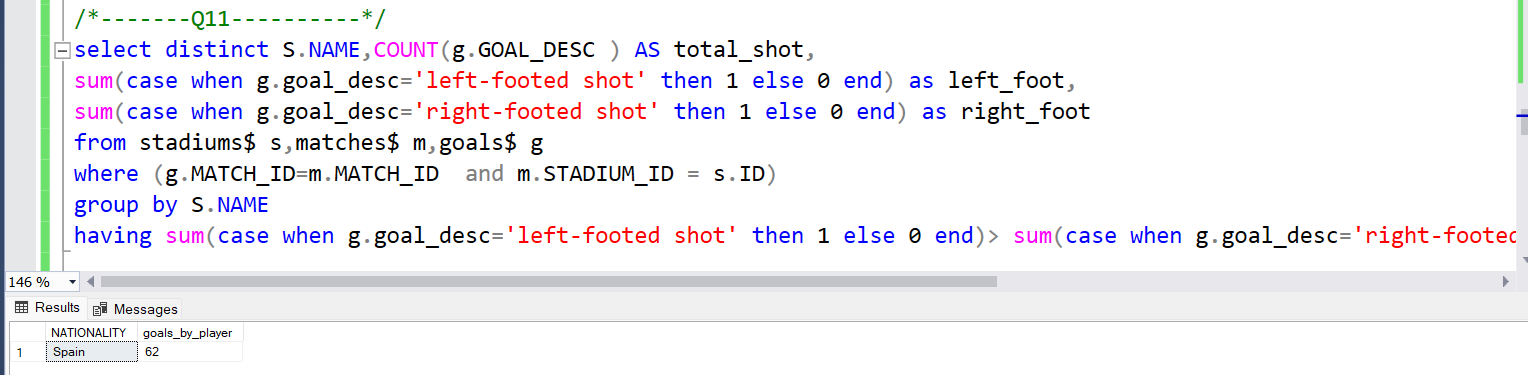 /*-------Q11----------*/
select distinct S.NAME,COUNT(g.GOAL_DESC ) AS total_shot,
sum(case when g.goal_desc='left-footed shot' then 1 else 0 end) as left_foot,
sum(case when g.goal_desc='right-footed shot' then 1 else 0 end) as right_foot
from stadiums$ s,matches$ m,goals$ g
where (g.MATCH_ID=m.MATCH_ID  and m.STADIUM_ID = s.ID)
group by S.NAME
having sum(case when g.goal_desc='left-footed shot' then 1 else 0 end)> sum(case when g.goal_desc='right-footed
146 %
Results Messages
NATIONALITY goals_by_player
1 Spain 62